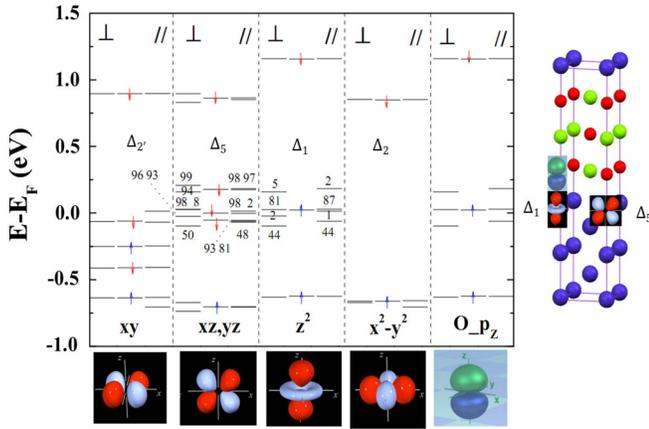 1.5
⊥ // ⊥ // ⊥ // ⊥ // ⊥ //
1.0
E-E_F (eV)
0.5
Δ2' Δ5 Δ1 Δ2
96 93 99 98 97 5 2
94 81 87
98 8 98 2
0.0
2 1
50 48 44 44
93 81
-0.5
-1.0
xy xz,yz z² x²-y² O_pZ
Δ1 Δ5
z x z x z x z x z y x